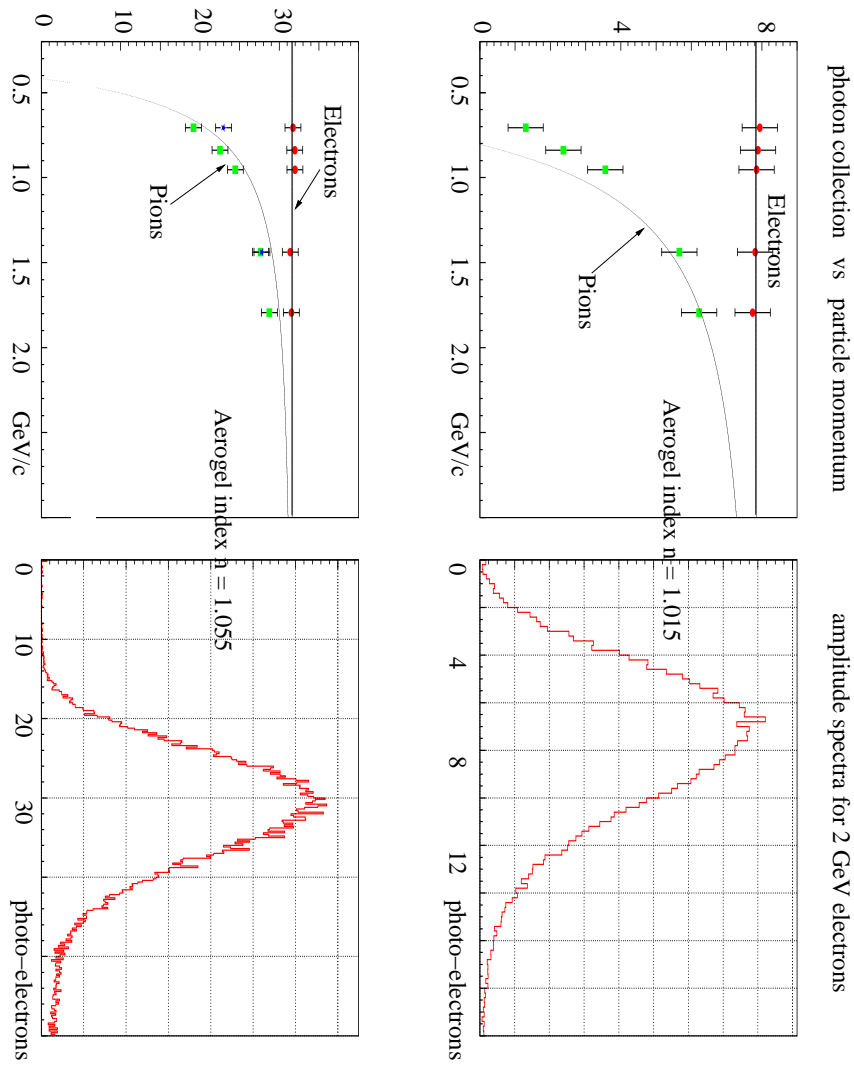 photon collection vs particle momentum
0 4 8
0.5 1.0 1.5 2.0 GeV/c
Electrons
Pions
Aerogel index n = 1.015
0 10 20 30
0.5 1.0 1.5 2.0 GeV/c
Electrons
Pions
Aerogel index n = 1.055
amplitude spectra for 2 GeV electrons
0 4 8 12 photo−electrons
0 10 20 30 photo−electrons